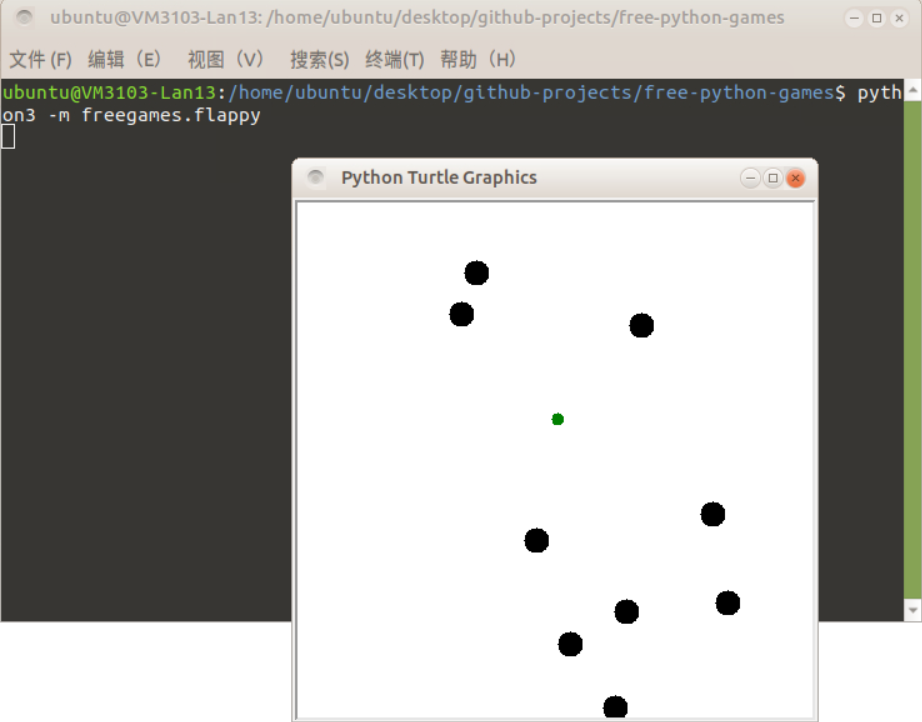 ubuntu@VM3103-Lan13: /home/ubuntu/desktop/github-projects/free-python-games
文件(F) 编辑（E） 视图（V） 搜索(S) 终端(T) 帮助（H）
ubuntu@VM3103-Lan13:/home/ubuntu/desktop/github-projects/free-python-games$ pyth
on3 -m freegames.flappy
Python Turtle Graphics